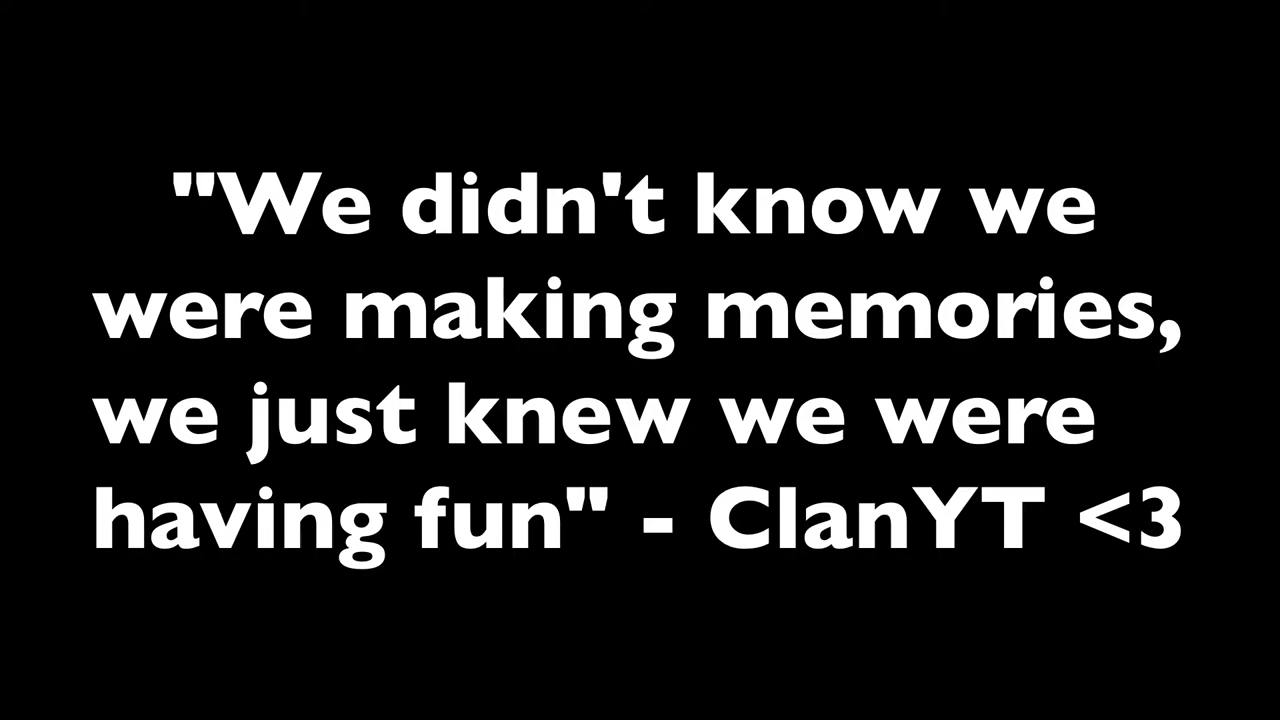 "We didn't know we
were making memories,
we just knew we were
having fun" - ClanYT <3